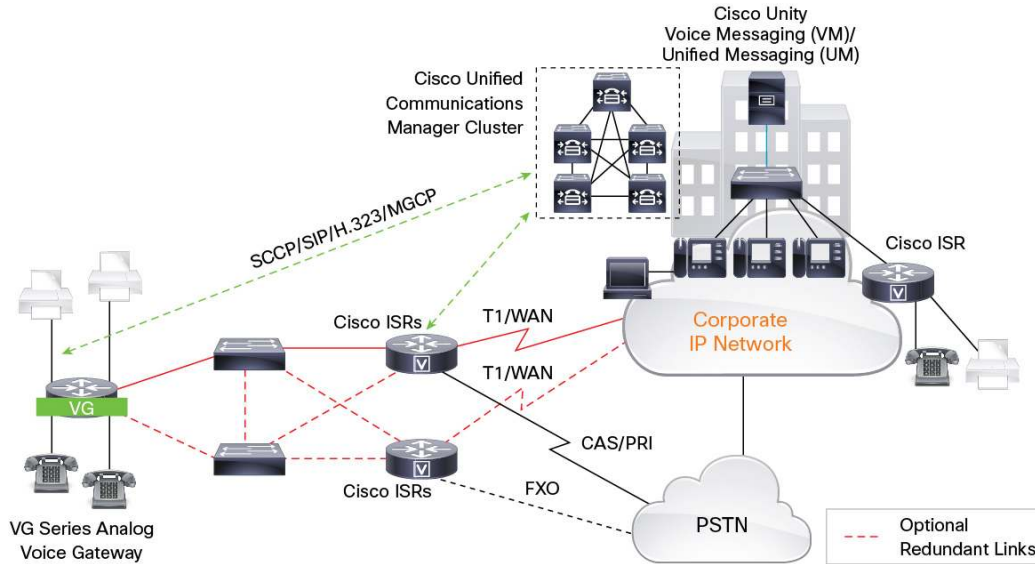 Cisco Unity
Voice Messaging (VM)/
Unified Messaging (UM)
Cisco Unified
Communications
Manager Cluster
SCCP/SIP/H.323/MGCP
Cisco ISR
V
Cisco ISRs
T1/WAN
Corporate
IP Network
V
T1/WAN
VG
CAS/PRI
V
Cisco ISRs
FXO
PSTN
VG Series Analog
Voice Gateway
Optional
Redundant Links